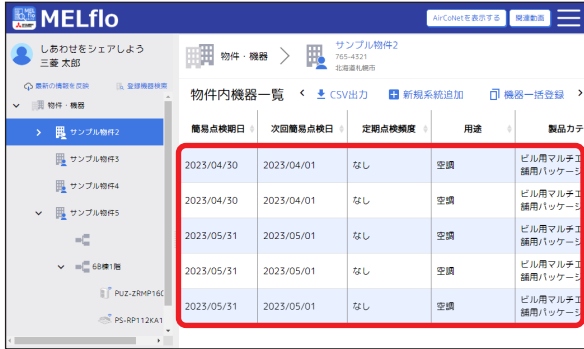 MELflo
AirCoNetを表示する
関連動画
しあわせをシェアしよう
三菱 太郎
最新の情報を反映
登録機器検索
物件・機器
サンプル物件2
サンプル物件3
サンプル物件4
サンプル物件5
6B棟1階
PUZ-ZRMP160
PS-RP112KA1
物件・機器
サンプル物件2
765-4321
北海道札幌市
物件内機器一覧
CSV出力
新規系統追加
機器一括登録
簡易点検期日 次回簡易点検日 定期点検頻度 用途 製品カテ
2023/04/30 2023/04/01 なし 空調 ビル用マルチエ
舗用パッケージ
2023/04/30 2023/04/01 なし 空調 ビル用マルチエ
舗用パッケージ
2023/05/31 2023/05/01 なし 空調 ビル用マルチエ
舗用パッケージ
2023/05/31 2023/05/01 なし 空調 ビル用マルチエ
舗用パッケージ
2023/05/31 2023/05/01 なし 空調 ビル用マルチエ
舗用パッケージ